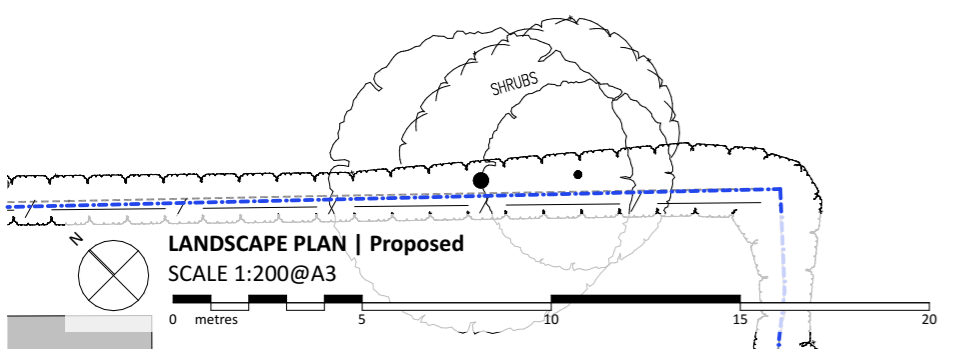 SHRUBS
N
LANDSCAPE PLAN | Proposed
SCALE 1:200@A3
0 metres 5 10 15 20